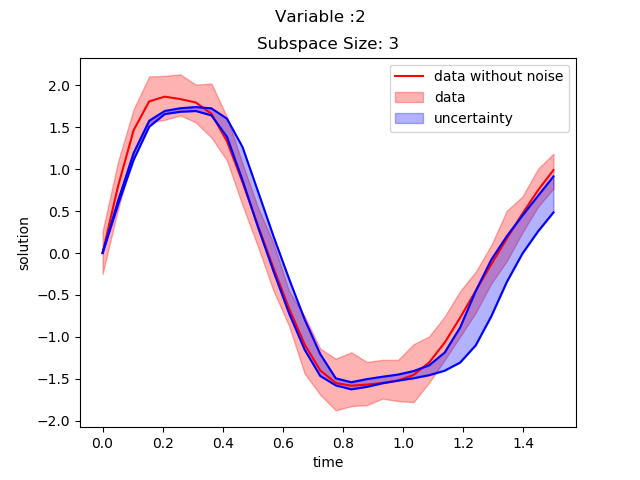 Variable :2
Subspace Size: 3
data without noise
data
uncertainty
solution
2.0
1.5
1.0
0.5
0.0
−0.5
−1.0
−1.5
−2.0
0.0 0.2 0.4 0.6 0.8 1.0 1.2 1.4
time